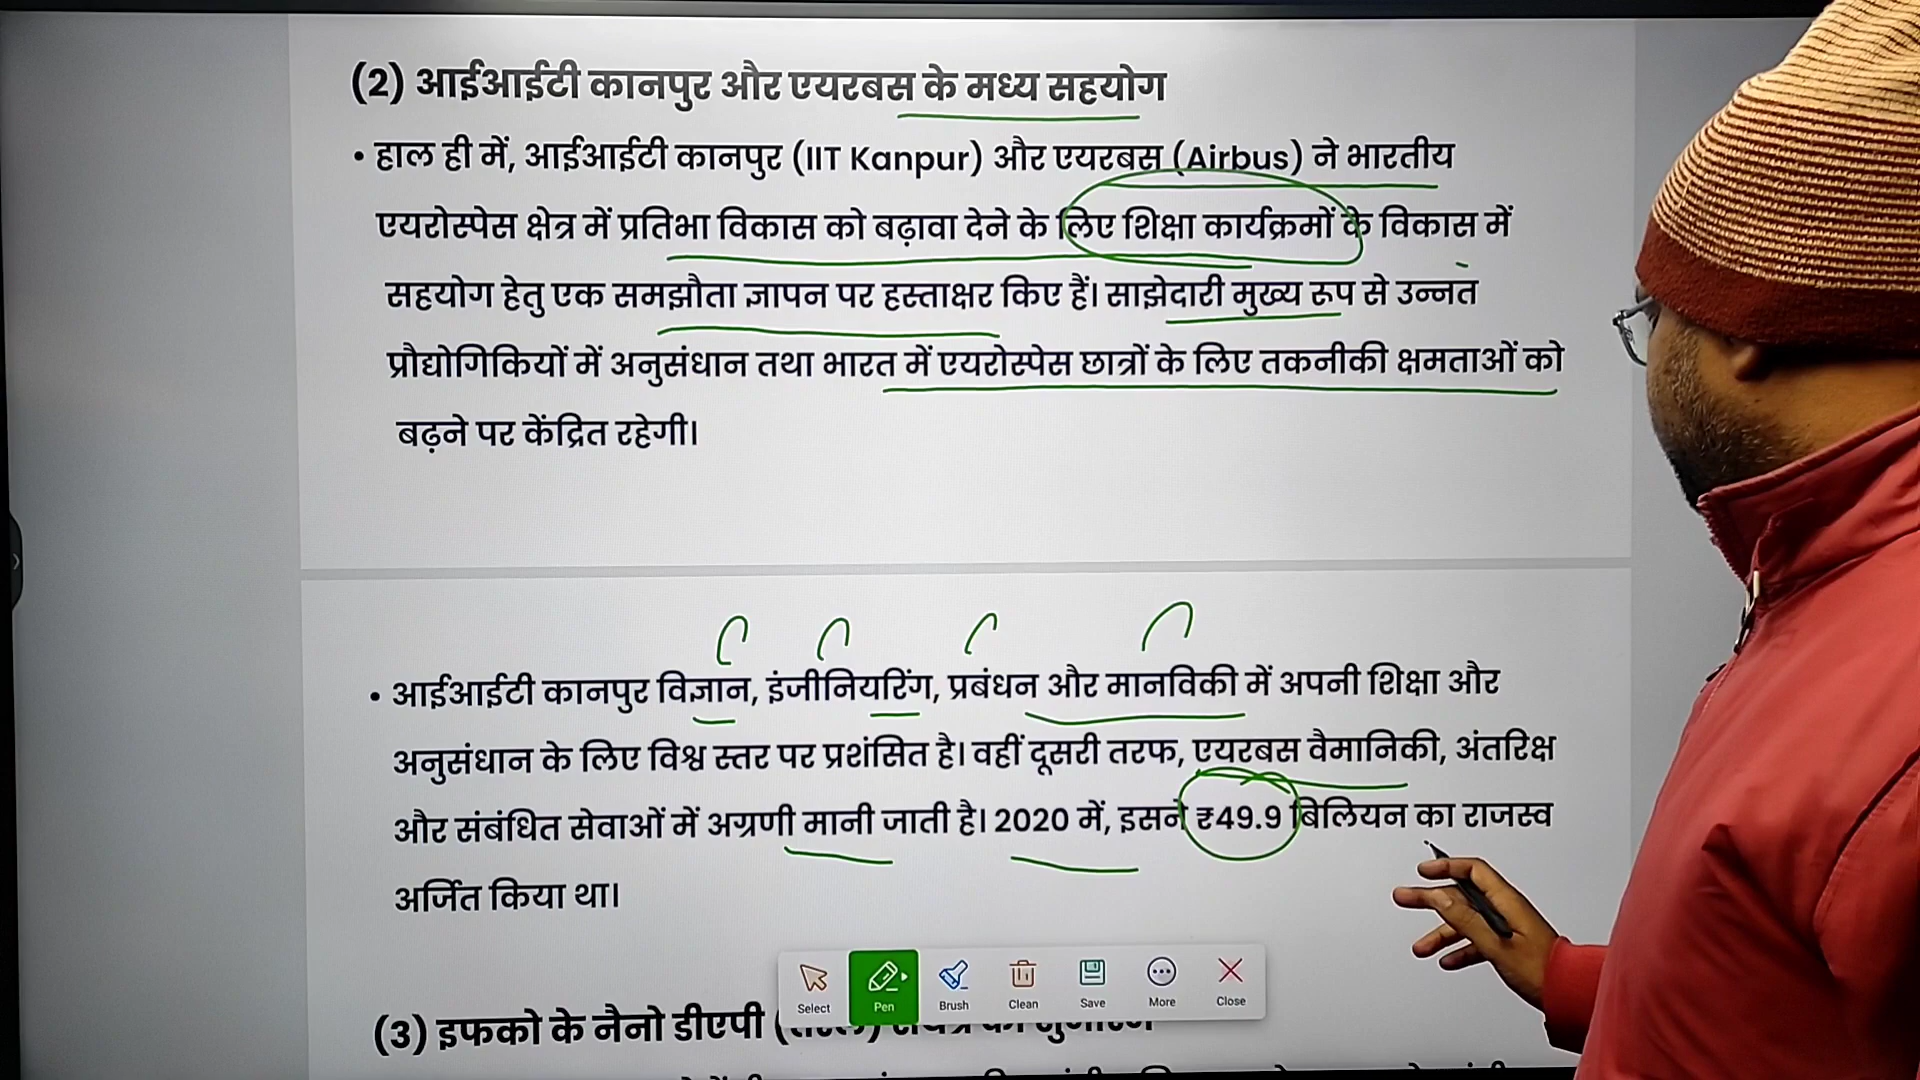 (2) आईआईटी कानपुर और एयरबस के मध्य सहयोग
• हाल ही में, आईआईटी कानपुर (IIT Kanpur) और एयरबस (Airbus) ने भारतीय
एयरोस्पेस क्षेत्र में प्रतिभा विकास को बढ़ावा देने के लिए शिक्षा कार्यक्रमों के विकास में
सहयोग हेतु एक समझौता ज्ञापन पर हस्ताक्षर किए हैं। साझेदारी मुख्य रूप से उन्नत
प्रौद्योगिकियों में अनुसंधान तथा भारत में एयरोस्पेस छात्रों के लिए तकनीकी क्षमताओं को
बढ़ने पर केंद्रित रहेगी।
• आईआईटी कानपुर विज्ञान, इंजीनियरिंग, प्रबंधन और मानविकी में अपनी शिक्षा और
अनुसंधान के लिए विश्व स्तर पर प्रशंसित है। वहीं दूसरी तरफ, एयरबस वैमानिकी, अंतरिक्ष
और संबंधित सेवाओं में अग्रणी मानी जाती है। 2020 में, इसने ₹49.9 बिलियन का राजस्व
अर्जित किया था।
Select Pen Brush Clean Save More Close
(3) इफको के नैनो डीएपी